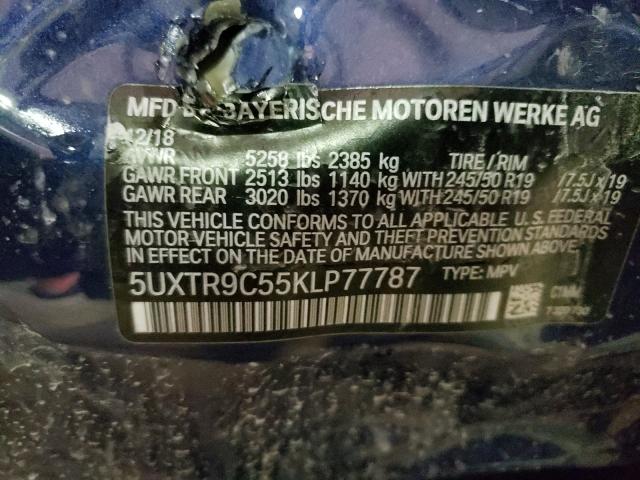 MFD BY BAYERISCHE MOTOREN WERKE AG
12/18
GVWR 5258 lbs 2385 kg TIRE/RIM
GAWR FRONT 2513 lbs 1140 kg WITH 245/50 R19 /7.5J x 19
GAWR REAR 3020 lbs 1370 kg WITH 245/50 R19 /7.5J x 19
THIS VEHICLE CONFORMS TO ALL APPLICABLE U.S. FEDERAL
MOTOR-VEHICLE SAFETY AND THEFT PREVENTION STANDARDS
IN EFFECT ON THE DATE OF MANUFACTURE SHOWN ABOVE.
5UXTR9C55KLP77787 TYPE: MPV